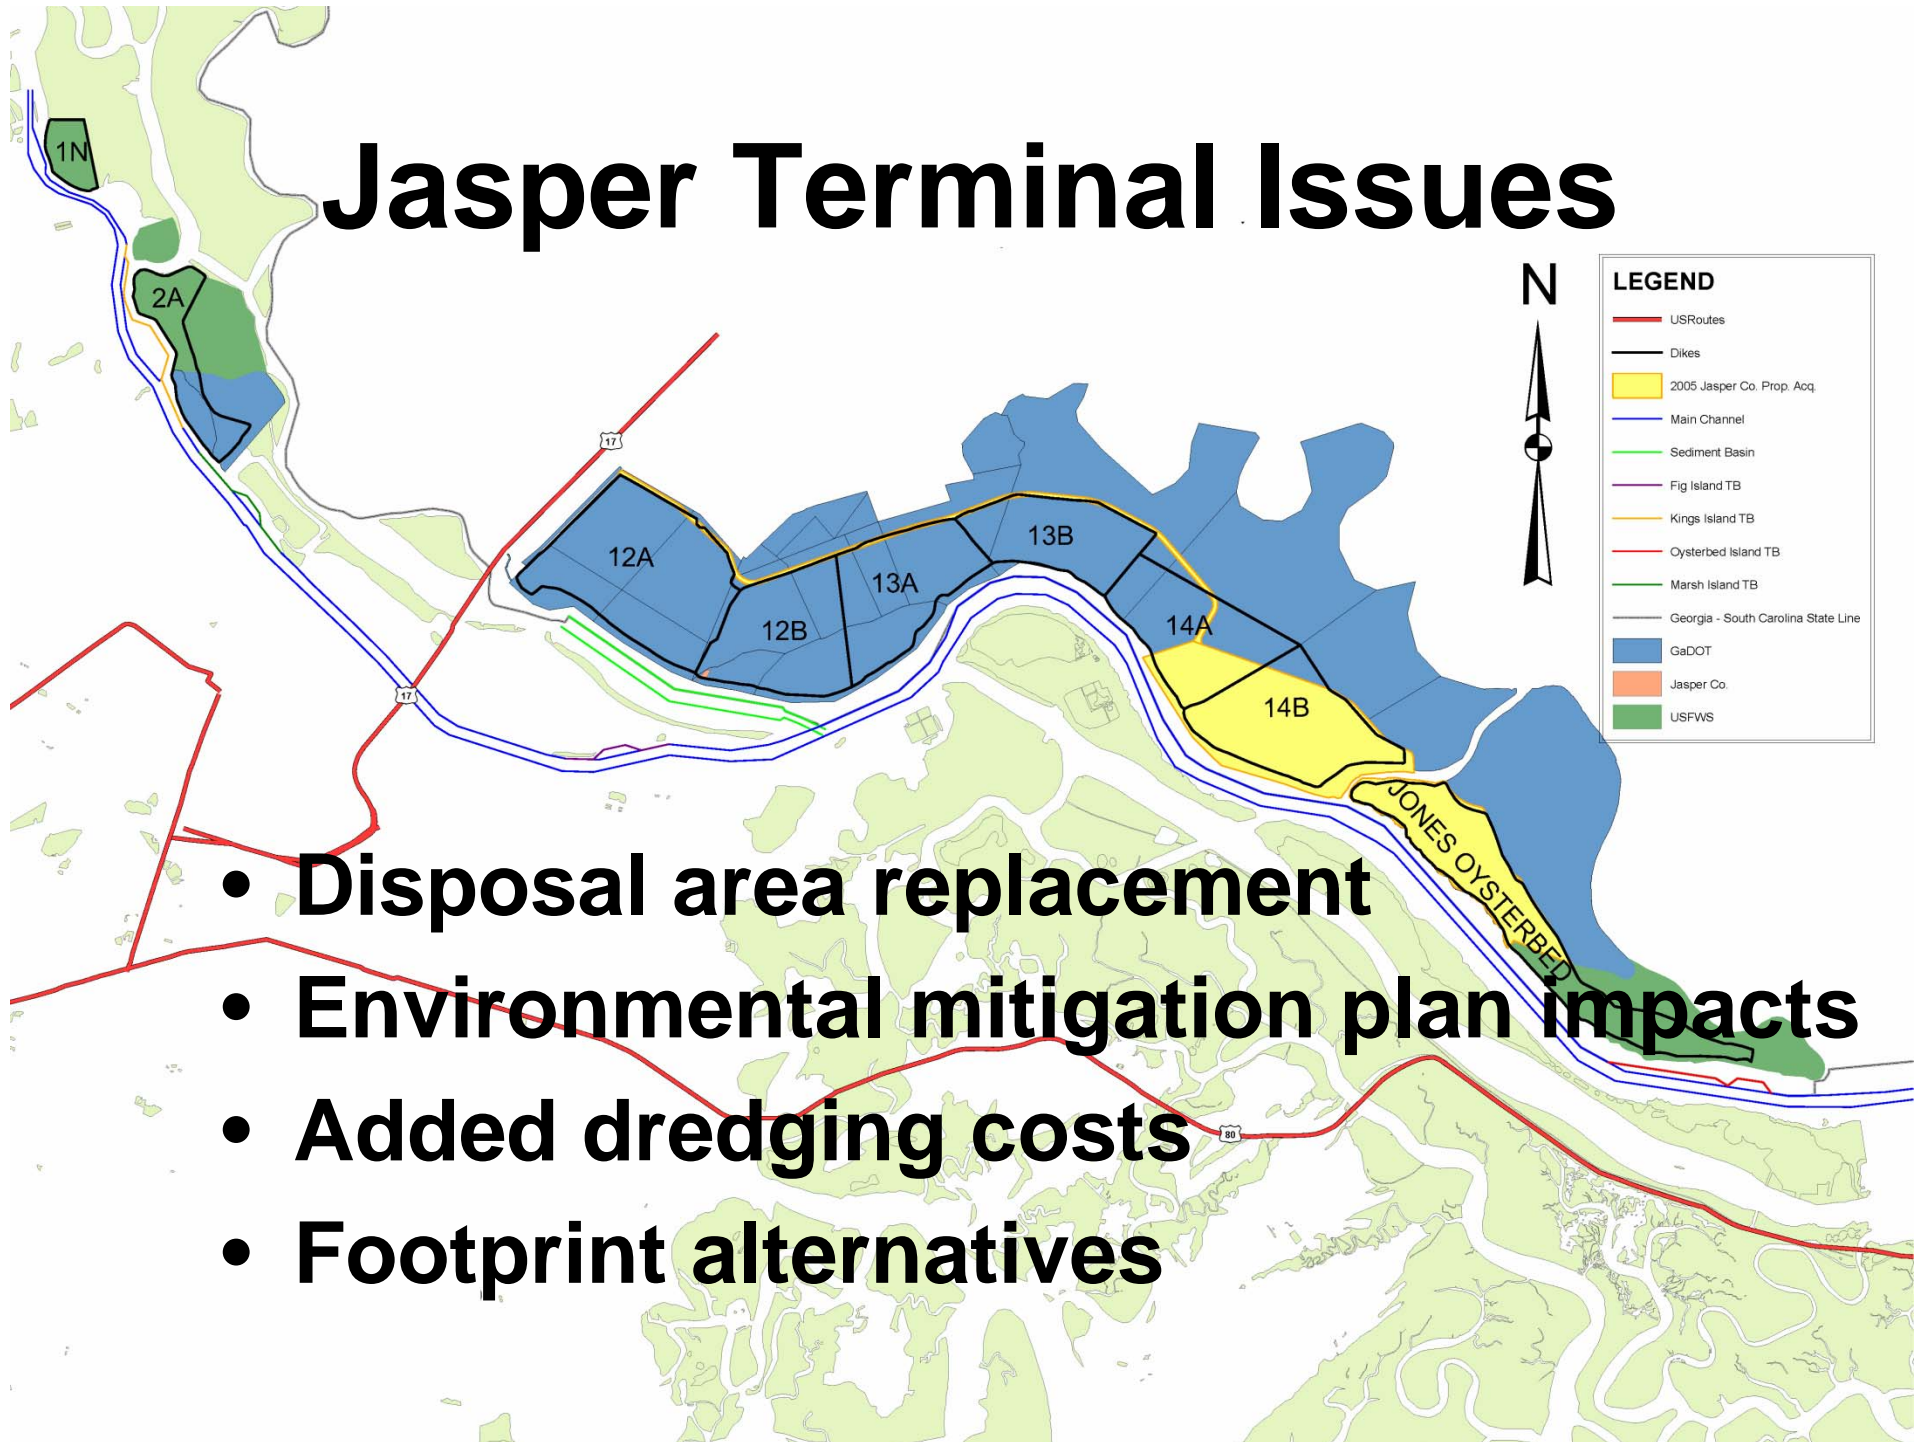 Jasper Terminal Issues
1N
2A
17
12A
12B
13A
13B
14A
14B
JONES OYSTERBED
17
80
N
LEGEND
USRoutes
Dikes
2005 Jasper Co. Prop. Acq.
Main Channel
Sediment Basin
Fig Island TB
Kings Island TB
Oysterbed Island TB
Marsh Island TB
Georgia - South Carolina State Line
GaDOT
Jasper Co.
USFWS
• Disposal area replacement
• Environmental mitigation plan impacts
• Added dredging costs
• Footprint alternatives